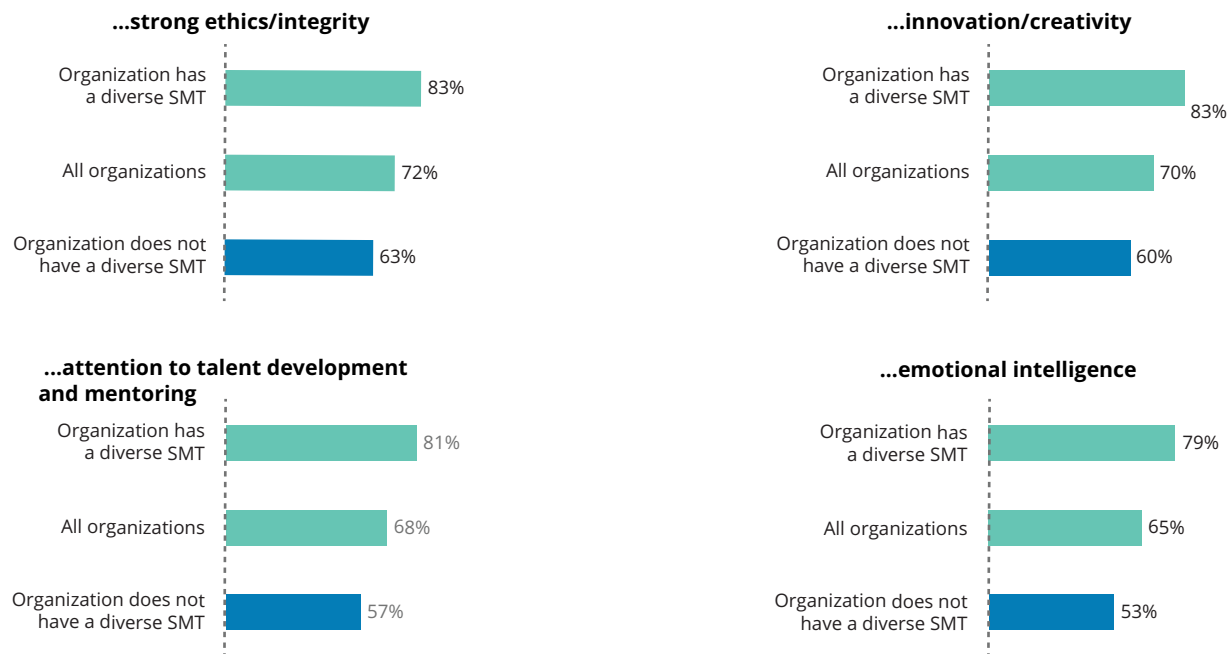 ...strong ethics/integrity
Organization has
a diverse SMT
83%
All organizations
72%
Organization does not
have a diverse SMT
63%
...innovation/creativity
Organization has
a diverse SMT
83%
All organizations
70%
Organization does not
have a diverse SMT
60%
...attention to talent development
and mentoring
Organization has
a diverse SMT
81%
All organizations
68%
Organization does not
have a diverse SMT
57%
...emotional intelligence
Organization has
a diverse SMT
79%
All organizations
65%
Organization does not
have a diverse SMT
53%